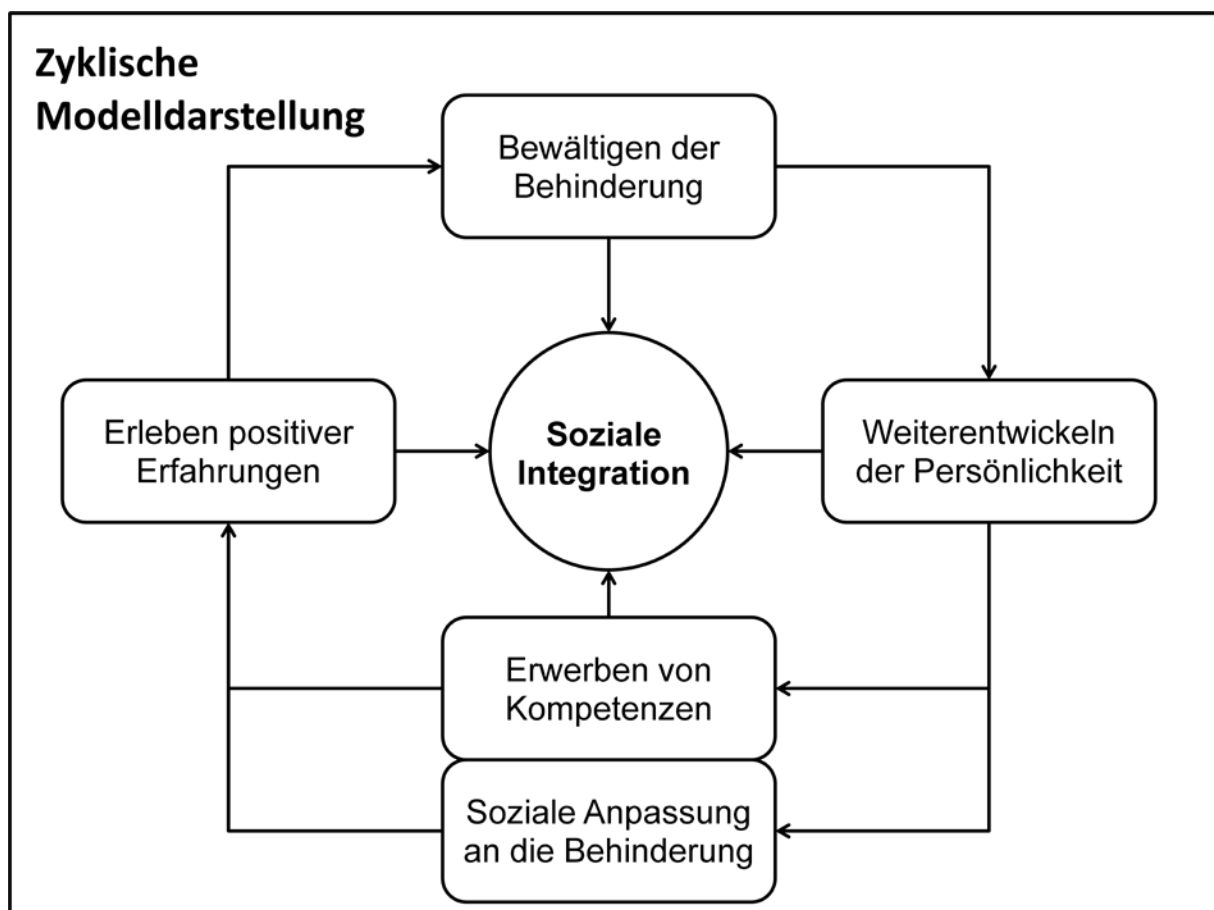 Zyklische
Modelldarstellung
Bewältigen der
Behinderung
Erleben positiver
Erfahrungen
Soziale
Integration
Weiterentwickeln
der Persönlichkeit
Erwerben von
Kompetenzen
Soziale Anpassung
an die Behinderung